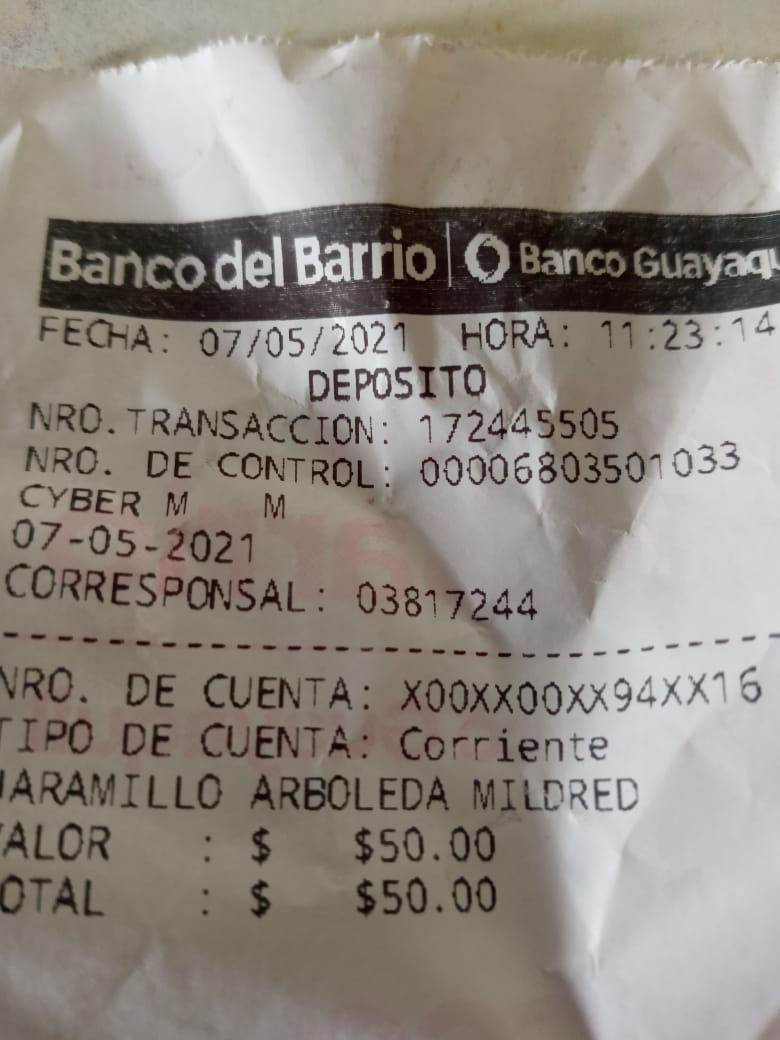 Banco del Barrio | Banco Guayaqu
FECHA: 07/05/2021 HORA: 11:23:14
DEPOSITO
NRO.TRANSACCION: 172445505
NRO. DE CONTROL: 00006803501033
CYBER M M
07-05-2021
CORRESPONSAL: 03817244
NRO. DE CUENTA: X00XX00XX94XX16
TIPO DE CUENTA: Corriente
JARAMILLO ARBOLEDA MILDRED
VALOR : $ $50.00
TOTAL : $ $50.00